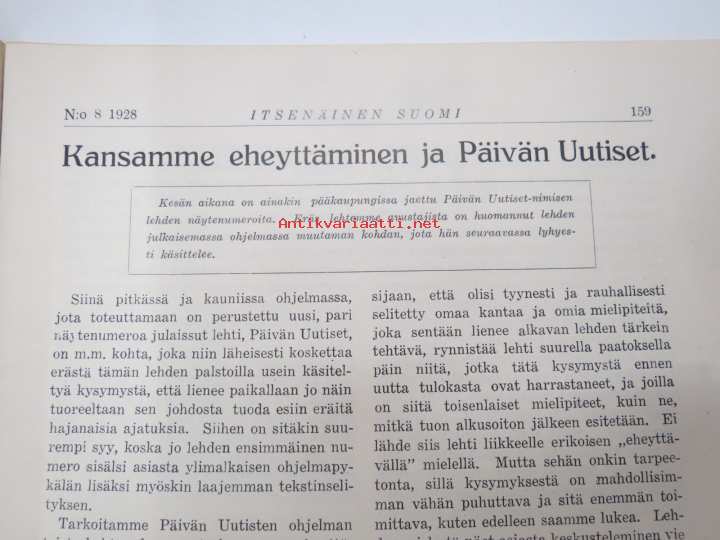 N:o 8 1928
ITSENÄINEN SUOMI
159
Kansamme eheyttäminen ja Päivän Uutiset.
Kesän aikana on ainakin pääkaupungissa jaettu Päivän Uutiset-nimisen
lehden näytenumeroita. Eräs lehtemme avustajista on huomannut lehden
julkaisemassa ohjelmassa muutaman kohdan, jota hän seuraavassa lyhyes-
ti käsittelee.
Antikvariaatti.net
Siinä pitkässä ja kauniissa ohjelmassa,
jota toteuttamaan on perustettu uusi, pari
näytenumeroa julaissut lehti, Päivän Uutiset,
on m.m. kohta, joka niin läheisesti koskettaa
erästä tämän lehden palstoilla usein käsitel-
tyä kysymystä, että lienee paikallaan jo näin
tuoreeltaan sen johdosta tuoda esiin eräitä
hajanaisia ajatuksia. Siihen on sitäkin suu-
rempi syy, koska jo lehden ensimmäinen nu-
mero sisälsi asiasta ylimalkaisen ohjelmapy-
kälän lisäksi myöskin laajemman tekstinseli-
tyksen.
Tarkoitamme Päivän Uutisten ohjelman
sijaan, että olisi tyynesti ja rauhallisesti
selitetty omaa kantaa ja omia mielipiteitä,
joka sentään lienee alkavan lehden tärkein
tehtävä, rynnistää lehti suurella paatoksella
päin niitä, jotka tätä kysymystä ennen
uutta tulokasta ovat harrastaneet, ja joilla
on siitä toisenlaiset mielipiteet, kuin ne,
mitkä tuon alkusoiton jälkeen esitetään. Ei
lähde siis lehti liikkeelle erikoisen „eheyttä-
vällä” mielellä. Mutta sehän onkin tarpee-
tonta, sillä kysymyksestä on mahdollisim-
man vähän puhuttava ja sitä enemmän toi-
mittava, kuten edelleen saamme lukea. Leh-